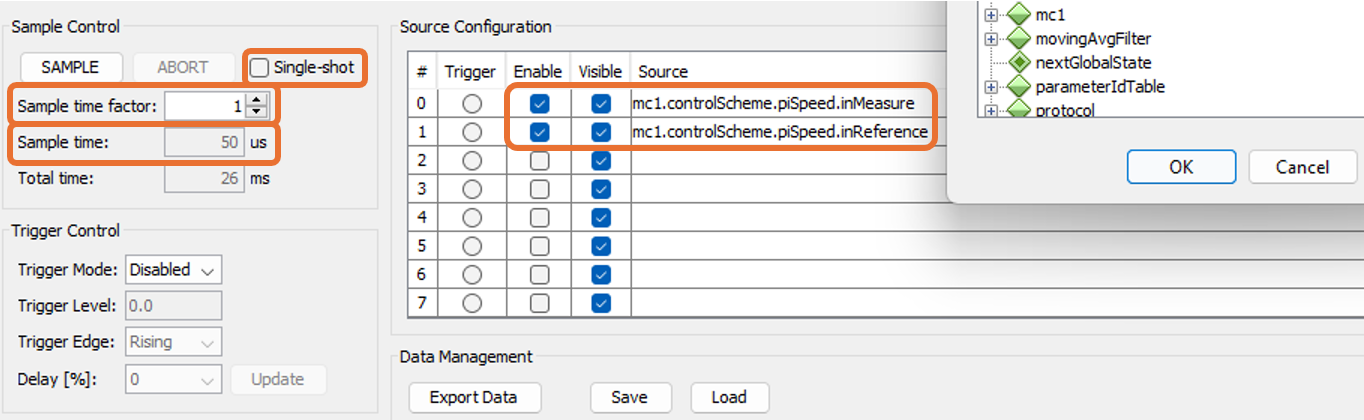 Sample Control
SAMPLE
ABORT
Single-shot
Sample time factor: 1
Sample time: 50 us
Total time: 26 ms
Trigger Control
Trigger Mode: Disabled
Trigger Level: 0.0
Trigger Edge: Rising
Delay [%]: 0
Update
Source Configuration
# Trigger Enable Visible Source
0 mc1.controlScheme.piSpeed.inMeasure
1 mc1.controlScheme.piSpeed.inReference
2
3
4
5
6
7
Data Management
Export Data
Save
Load
mc1
movingAvgFilter
nextGlobalState
parameterIdTable
protocol
OK
Cancel